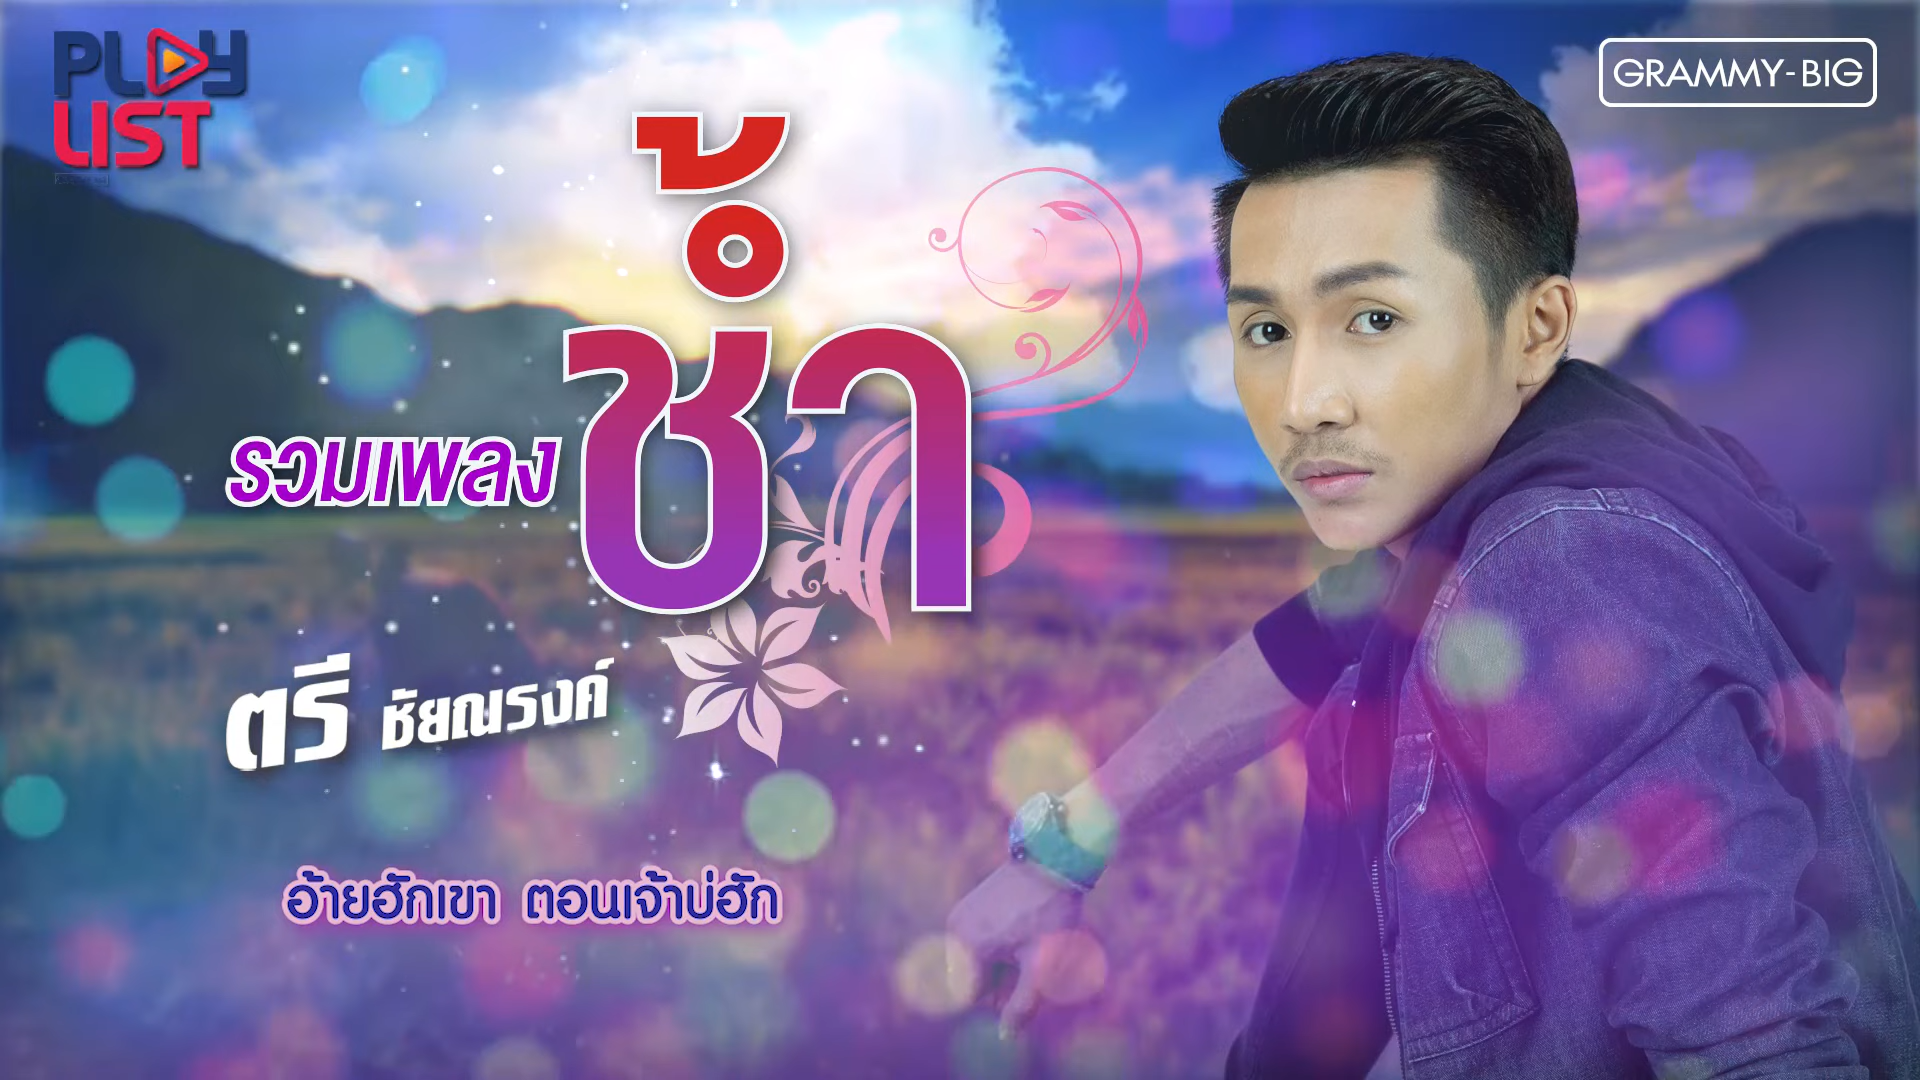 PLAY
LIST
GRAMMY-BIG
รวมเพลง ช้ำ
ตรี ชัยณรงค์
อ้ายฮักเขา ตอนเจ้าบ่ฮัก